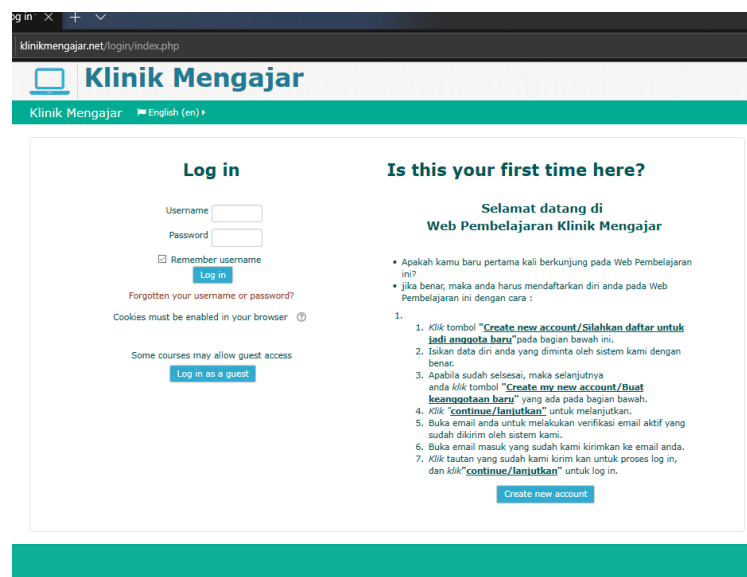 og in
klinikmengajar.net/login/index.php
Klinik Mengajar
Klinik Mengajar English (en)
Log in
Username
Password
Remember username
Log in
Forgotten your username or password?
Cookies must be enabled in your browser
Some courses may allow guest access
Log in as a guest
Is this your first time here?
Selamat datang di
Web Pembelajaran Klinik Mengajar
• Apakah kamu baru pertama kali berkunjung pada Web Pembelajaran
ini?
• jika benar, maka anda harus mendaftarkan diri anda pada Web
Pembelajaran ini dengan cara :
1.
1. Klik tombol "Create new account/Silahkan daftar untuk
jadi anggota baru"pada bagian bawah ini.
2. Isikan data diri anda yang diminta oleh sistem kami dengan
benar.
3. Apabila sudah selsesai, maka selanjutnya
anda klik tombol "Create my new account/Buat
keanggotaan baru" yang ada pada bagian bawah.
4. Klik "continue/lanjutkan" untuk melanjutkan.
5. Buka email anda untuk melakukan verifikasi email aktif yang
sudah dikirim oleh sistem kami.
6. Buka email masuk yang sudah kami kirimkan ke email anda.
7. Klik tautan yang sudah kami kirim kan untuk proses log in,
dan klik"continue/lanjutkan" untuk log in.
Create new account